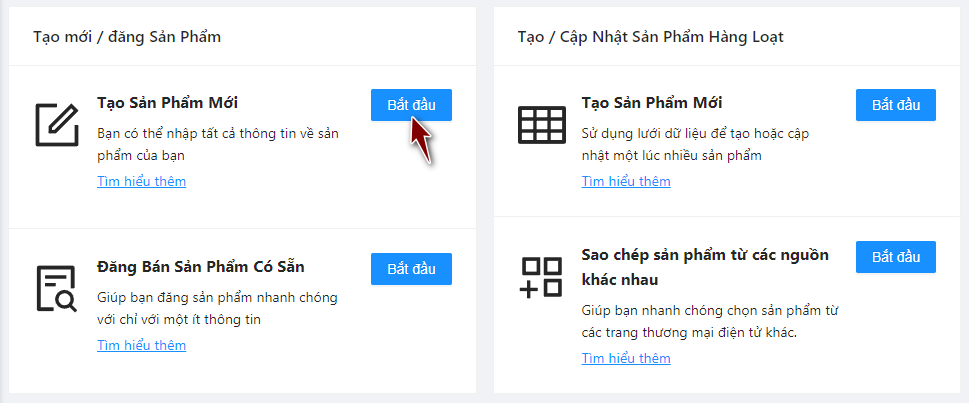 Tạo mới / đăng Sản Phẩm
Tạo Sản Phẩm Mới
Bắt đầu
Bạn có thể nhập tất cả thông tin về sản
phẩm của bạn
Tìm hiểu thêm
Đăng Bán Sản Phẩm Có Sẵn
Bắt đầu
Giúp bạn đăng sản phẩm nhanh chóng
với chỉ với một ít thông tin
Tìm hiểu thêm
Tạo / Cập Nhật Sản Phẩm Hàng Loạt
Tạo Sản Phẩm Mới
Bắt đầu
Sử dụng lưới dữ liệu để tạo hoặc cập
nhật một lúc nhiều sản phẩm
Tìm hiểu thêm
Sao chép sản phẩm từ các nguồn
khác nhau
Bắt đầu
Giúp bạn nhanh chóng chọn sản phẩm từ
các trang thương mại điện tử khác.
Tìm hiểu thêm